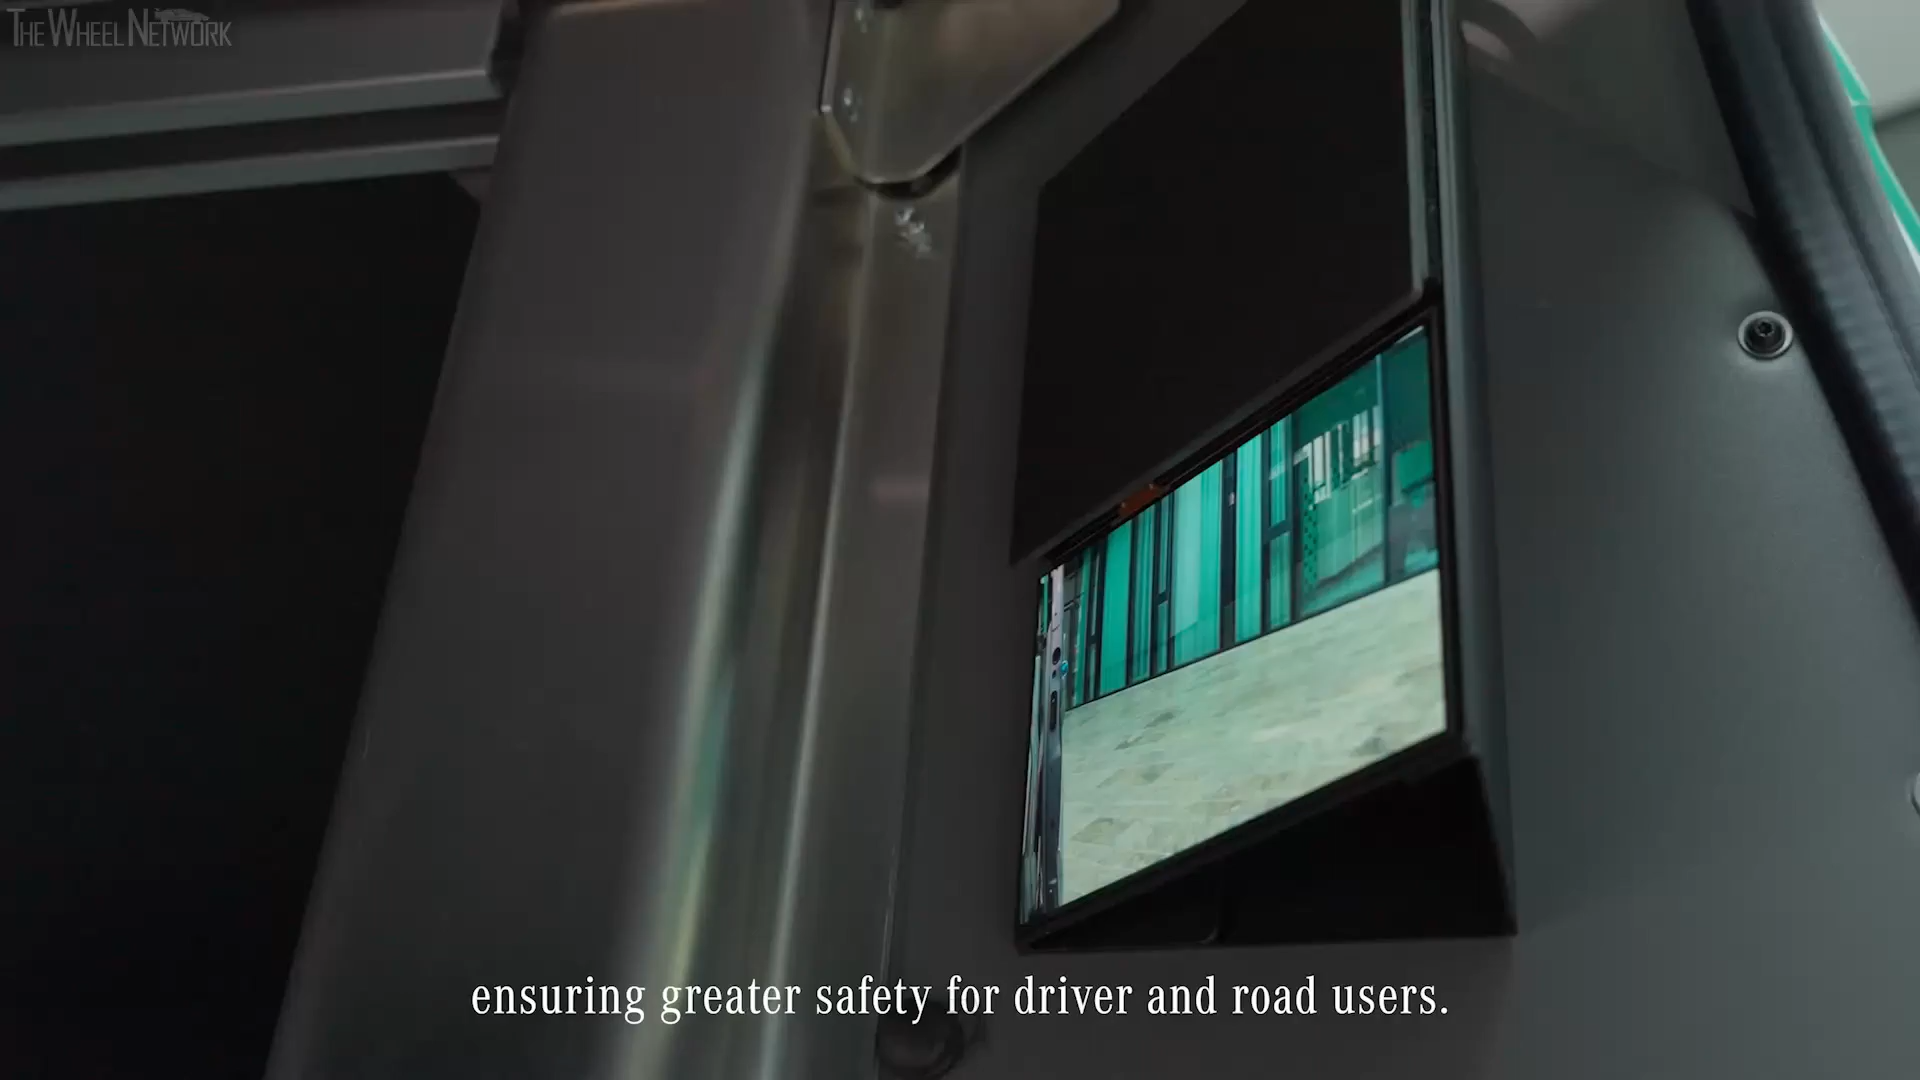 THE WHEEL NETWORK
ensuring greater safety for driver and road users.